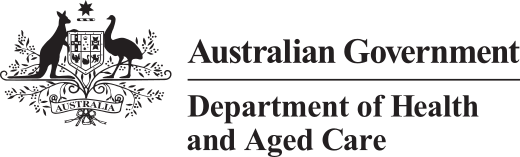 AUSTRALIA
Australian Government
Department of Health
and Aged Care